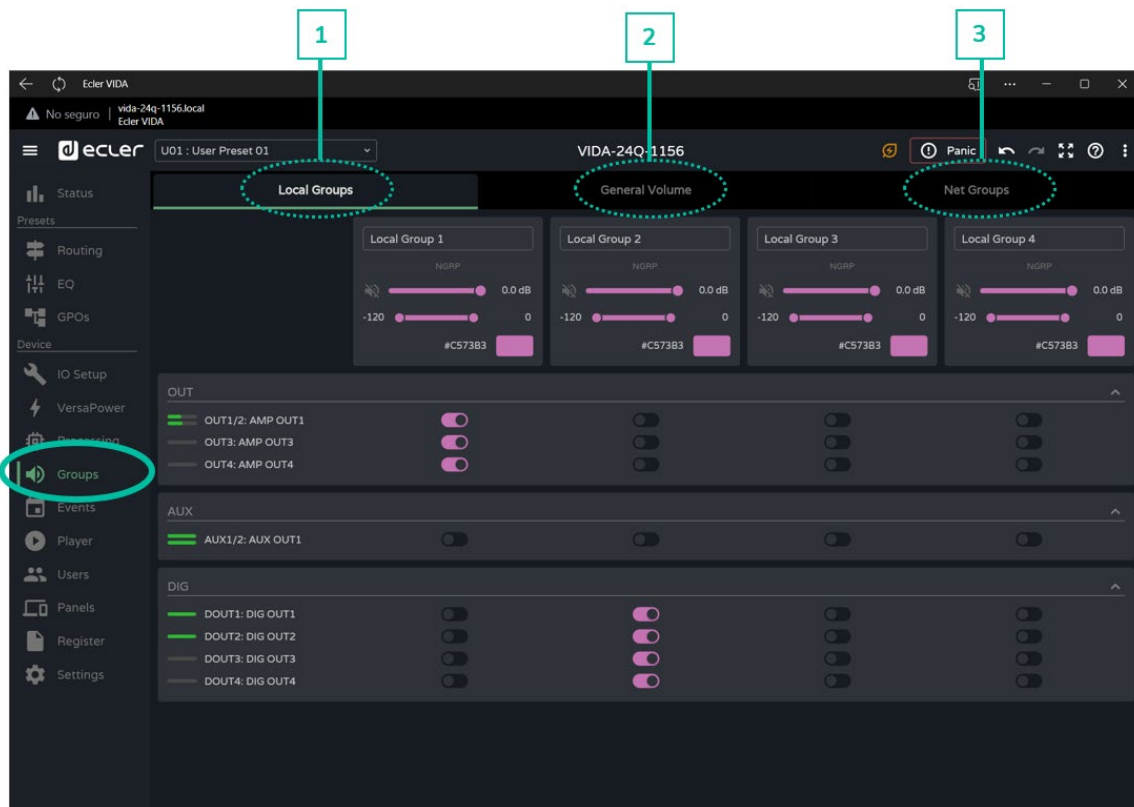 1 2 3
Ecler VIDA
No seguro | vida-24q-1156.local
Ecler VIDA
ecler U01 : User Preset 01 VIDA-24Q-1156 Panic
Local Groups General Volume Net Groups
Status
Presets
Routing
EQ
GPOs
Device
IO Setup
VersaPower
Processing
Groups
Events
Player
Users
Panels
Register
Settings
Local Group 1 Local Group 2 Local Group 3 Local Group 4
NGRP NGRP NGRP NGRP
0.0 dB 0.0 dB 0.0 dB 0.0 dB
-120 0 -120 0 -120 0 -120 0
#C573B3 #C573B3 #C573B3 #C573B3
OUT
OUT1/2: AMP OUT1
OUT3: AMP OUT3
OUT4: AMP OUT4
AUX
AUX1/2: AUX OUT1
DIG
DOUT1: DIG OUT1
DOUT2: DIG OUT2
DOUT3: DIG OUT3
DOUT4: DIG OUT4